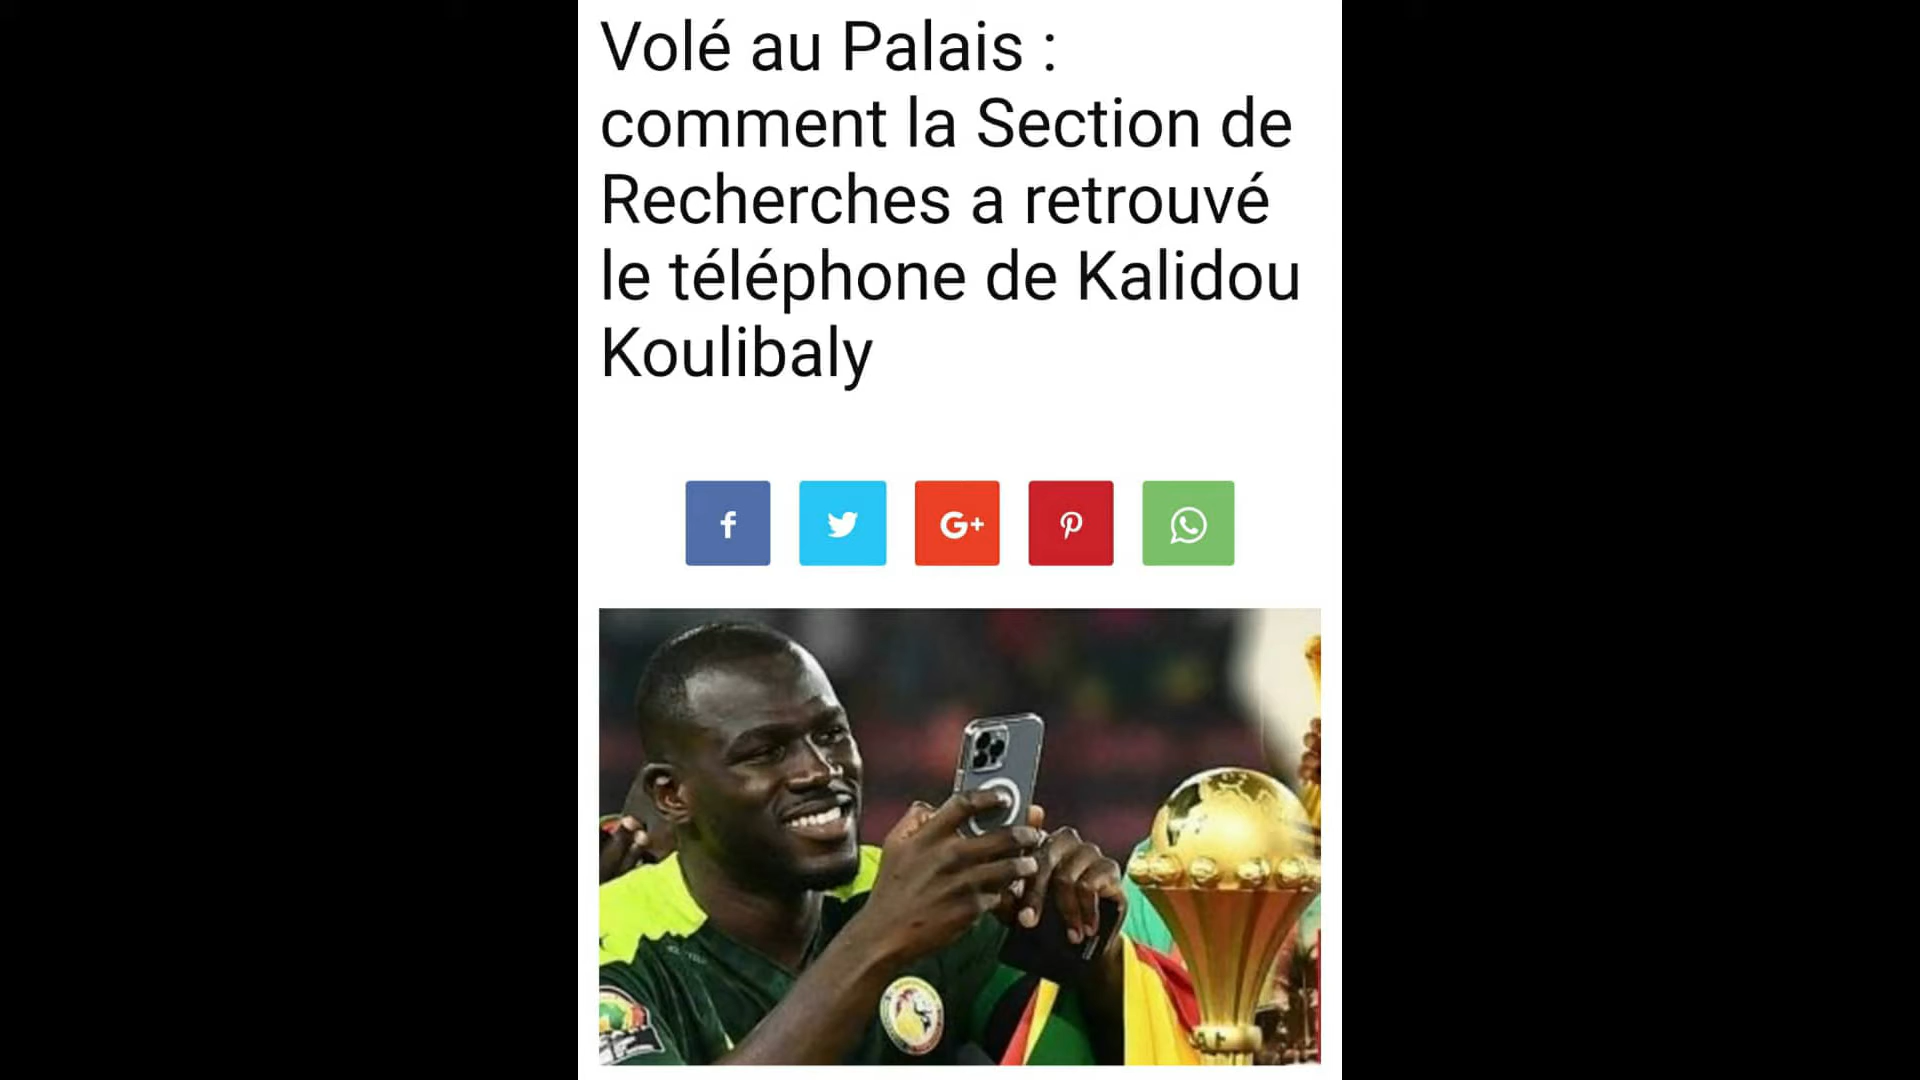 Volé au Palais :
comment la Section de
Recherches a retrouvé
le téléphone de Kalidou
Koulibaly
f
G+